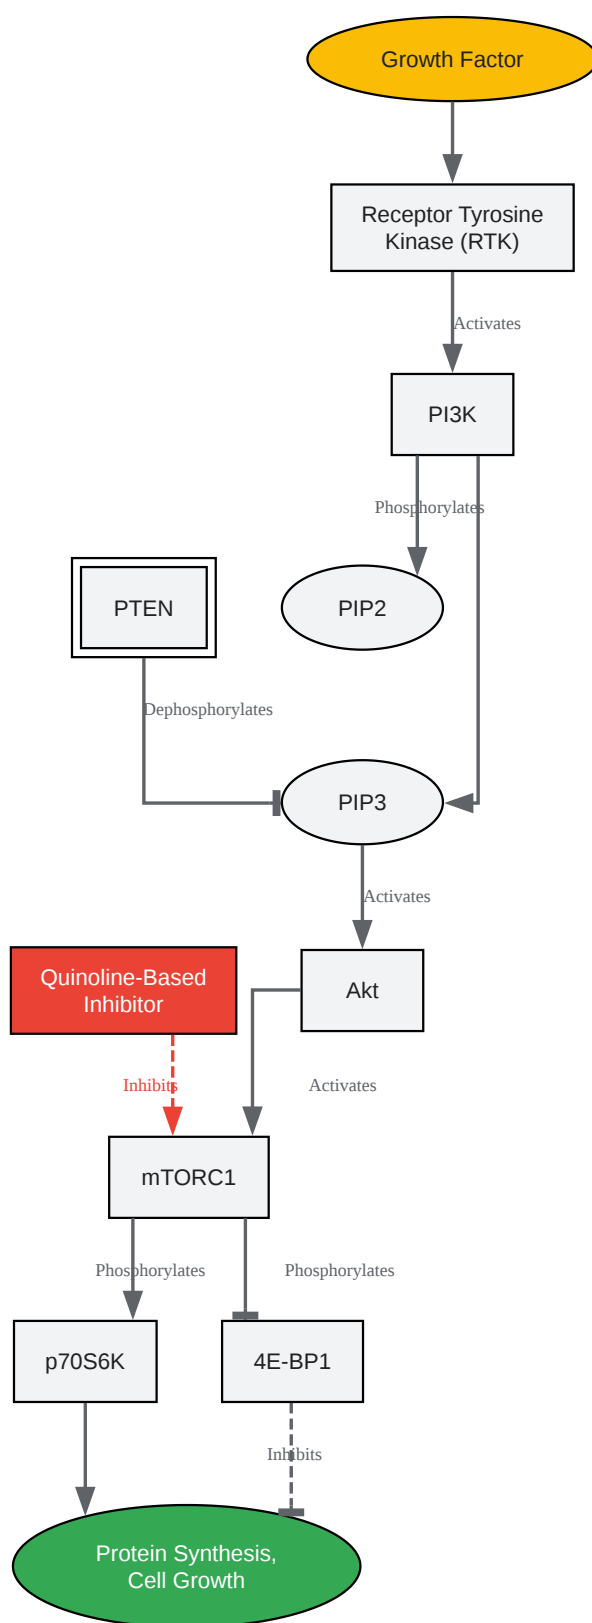 Growth Factor
Receptor Tyrosine
Kinase (RTK)
Activates
PI3K
Phosphorylates
PTEN
PIP2
Dephosphorylates
PIP3
Activates
Quinoline-Based
Inhibitor
Akt
Inhibits
Activates
mTORC1
Phosphorylates
Phosphorylates
p70S6K
4E-BP1
Inhibits
Protein Synthesis,
Cell Growth